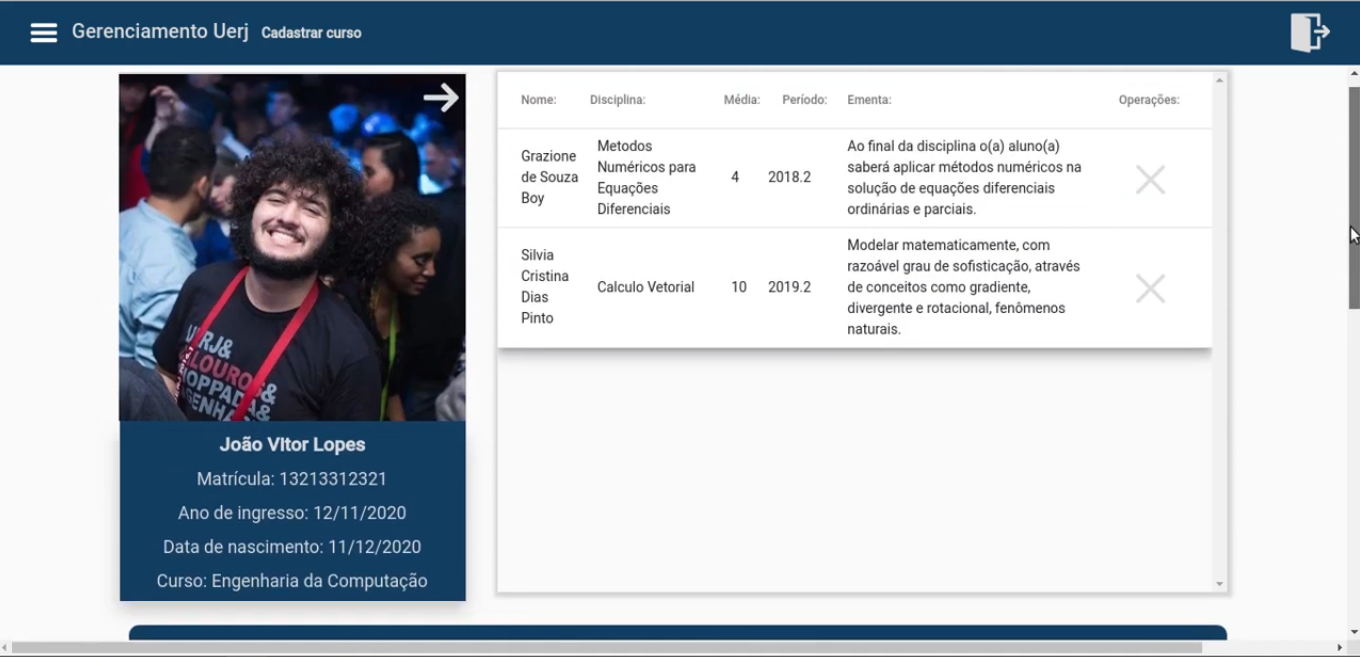 Gerenciamento Uerj Cadastrar curso
Nome: Disciplina: Média: Período: Ementa: Operações:
Grazione
de Souza
Boy
Metodos
Numéricos para
Equações
Diferenciais
4
2018.2
Ao final da disciplina o(a) aluno(a)
saberá aplicar métodos numéricos na
solução de equações diferenciais
ordinárias e parciais.
Silvia
Cristina
Dias
Pinto
Calculo Vetorial
10
2019.2
Modelar matematicamente, com
razoável grau de sofisticação, através
de conceitos como gradiente,
divergente e rotacional, fenômenos
naturais.
RJ&
LOURO&
OPPADA&
João VItor Lopes
Matrícula: 13213312321
Ano de ingresso: 12/11/2020
Data de nascimento: 11/12/2020
Curso: Engenharia da Computação